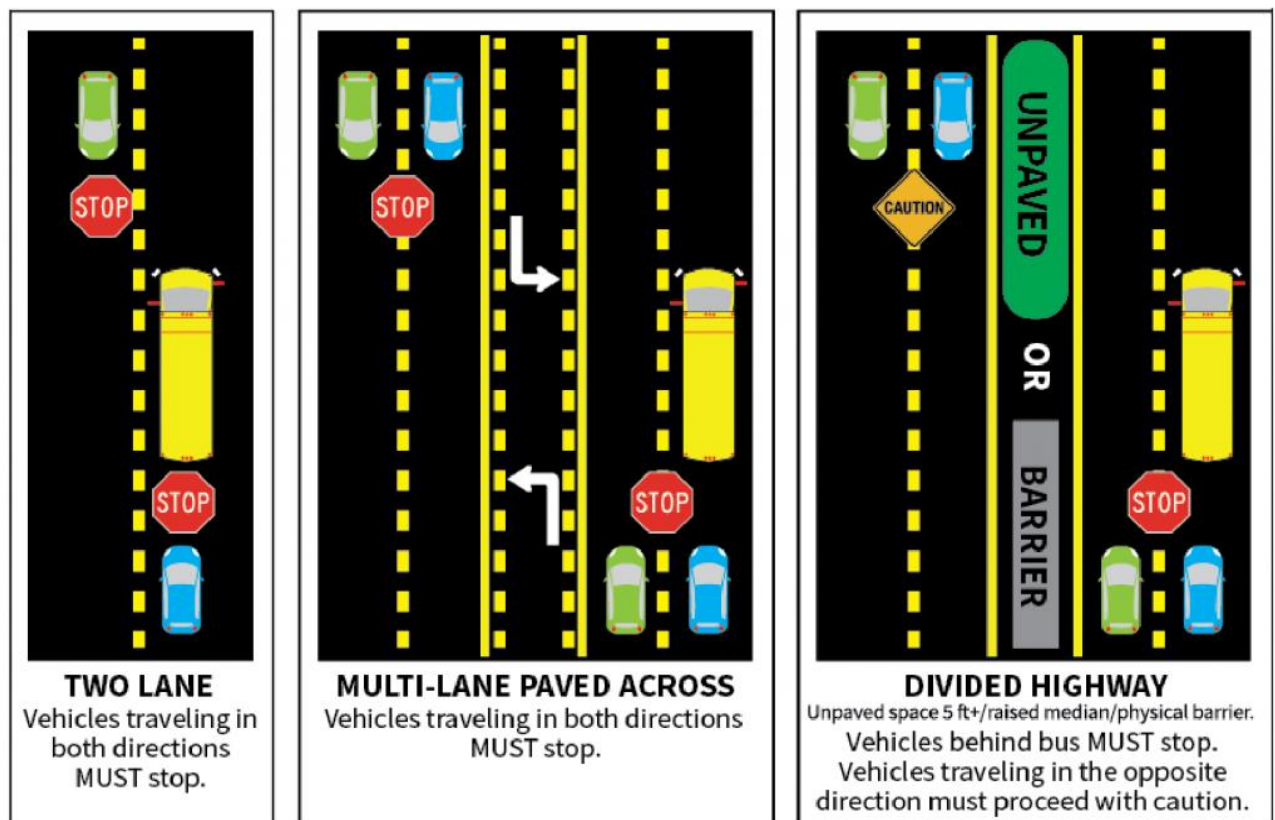 STOP
STOP
TWO LANE
Vehicles traveling in
both directions
MUST stop.
STOP
STOP
MULTI-LANE PAVED ACROSS
Vehicles traveling in both directions
MUST stop.
CAUTION
UNPAVED
OR
BARRIER
STOP
DIVIDED HIGHWAY
Unpaved space 5 ft+/raised median/physical barrier.
Vehicles behind bus MUST stop.
Vehicles traveling in the opposite
direction must proceed with caution.